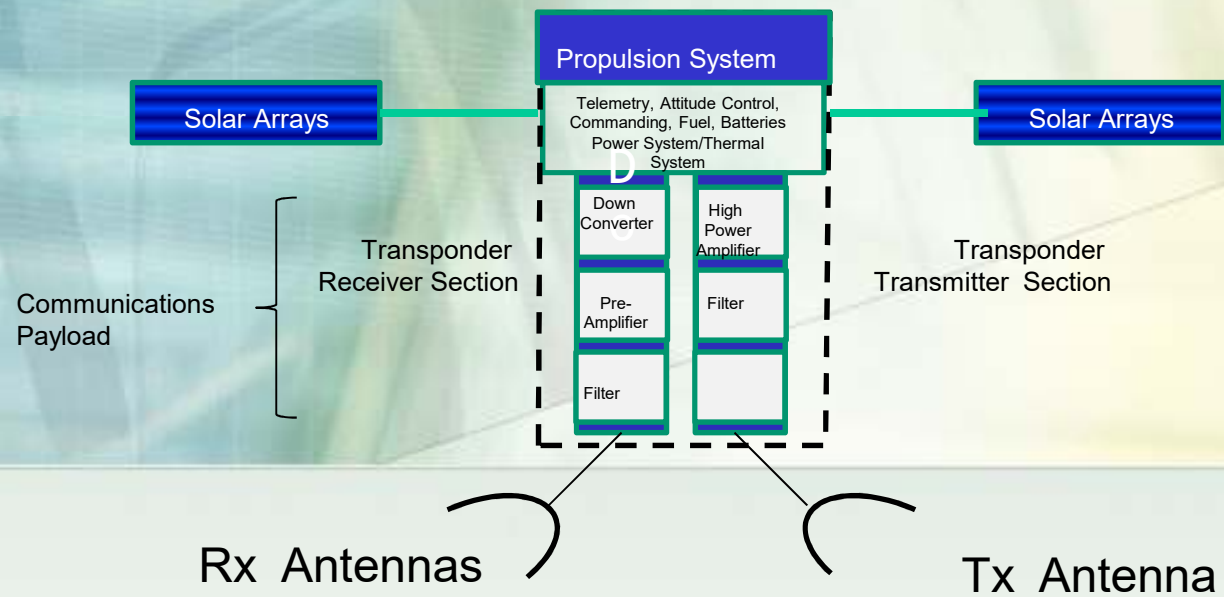 Propulsion System
Solar Arrays
Telemetry, Attitude Control,
Commanding, Fuel, Batteries
Power System/Thermal
System
Solar Arrays
D
Down
Converter
High
Power
Amplifier
Transponder
Receiver Section
Transponder
Transmitter Section
Communications
Payload
Pre-
Amplifier
Filter
Filter
Rx Antennas
Tx Antenna